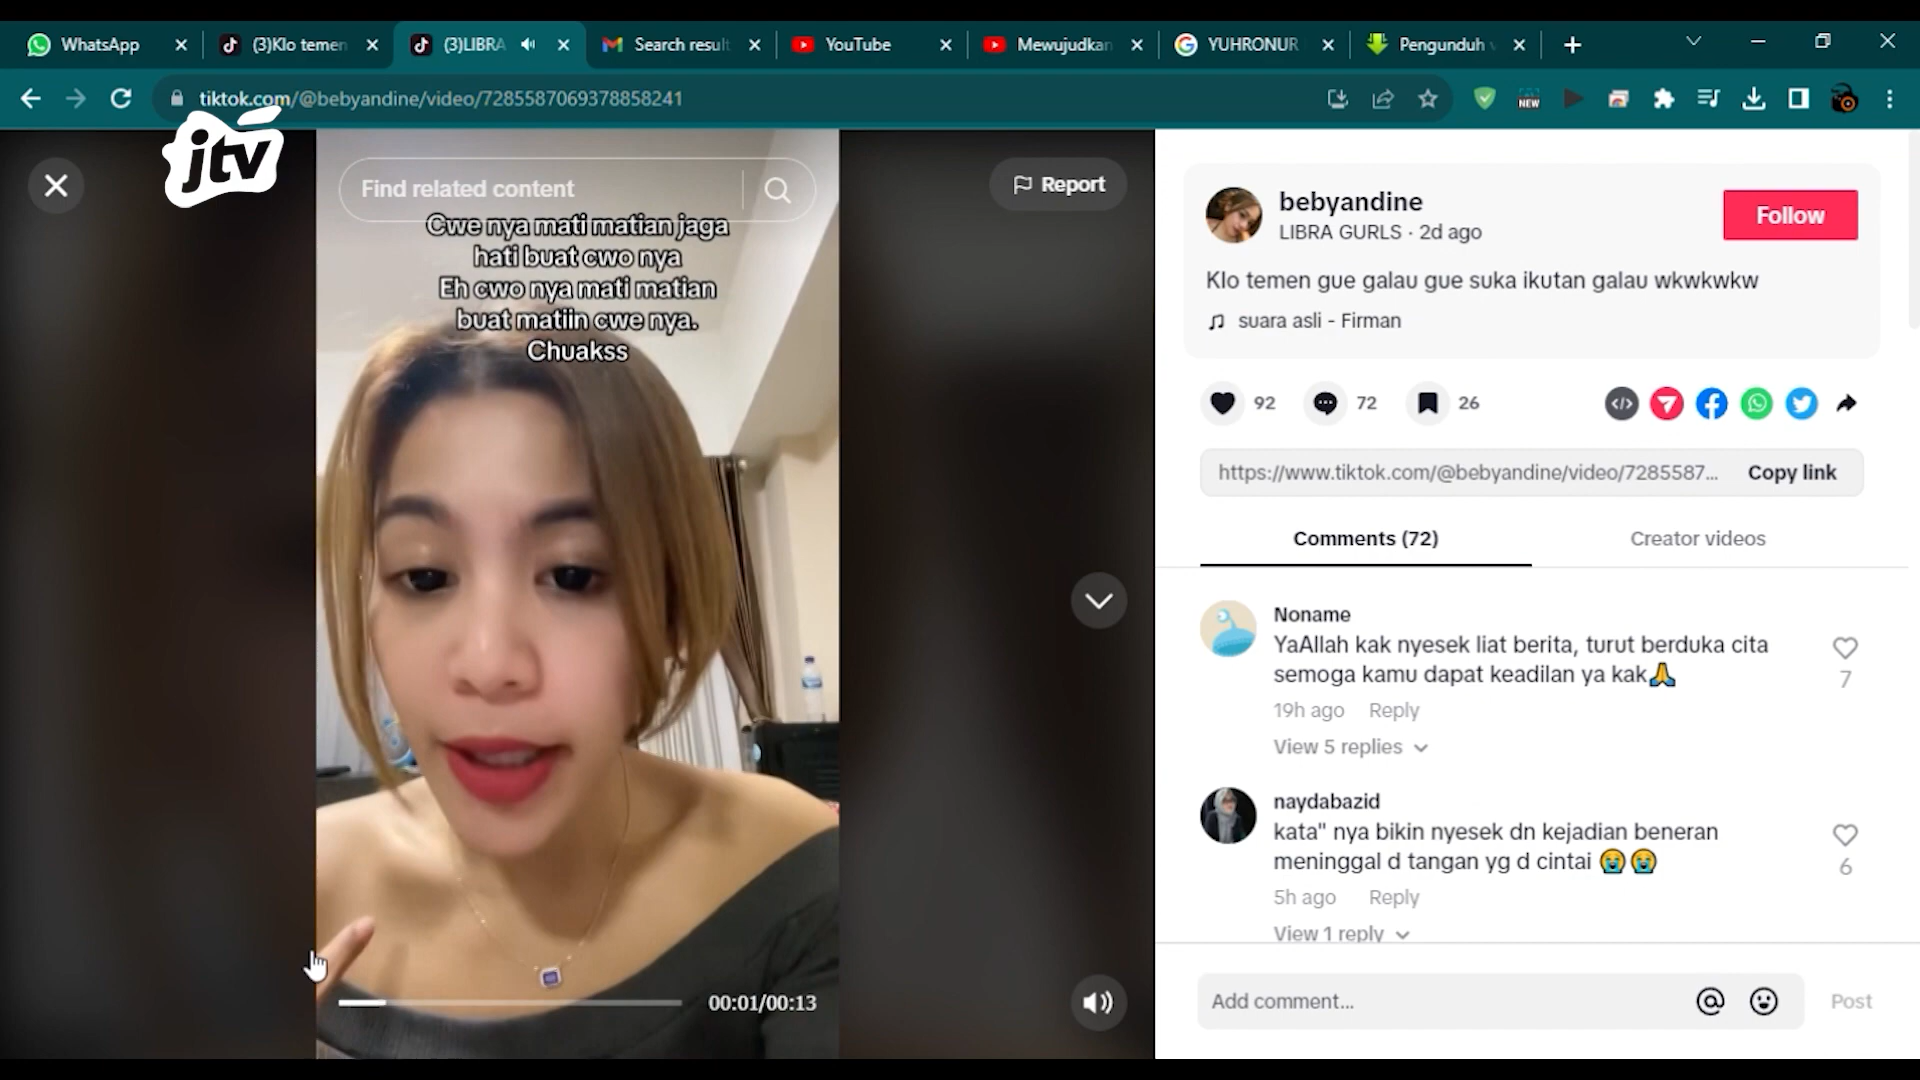 WhatsApp
(3)Klo temen
(3)LIBRA
Search result
YouTube
Mewujudkan
YUHRONUR
Pengunduh
tiktok.com/@bebyandine/video/7285587069378858241
NEW
jtv
Find related content
Report
Cwe nya mati matian jaga
hati buat cwo nya
Eh cwo nya mati matian
buat matiin cwe nya.
Chuakss
00:01/00:13
bebyandine
LIBRA GURLS · 2d ago
Follow
Klo temen gue galau gue suka ikutan galau wkwkwkw
suara asli - Firman
92
72
26
https://www.tiktok.com/@bebyandine/video/7285587...
Copy link
Comments (72)
Creator videos
Noname
YaAllah kak nyesek liat berita, turut berduka cita
semoga kamu dapat keadilan ya kak🙏
7
19h ago Reply
View 5 replies
naydabazid
kata" nya bikin nyesek dn kejadian beneran
meninggal d tangan yg d cintai 😭😭
6
5h ago Reply
View 1 reply
Add comment...
Post